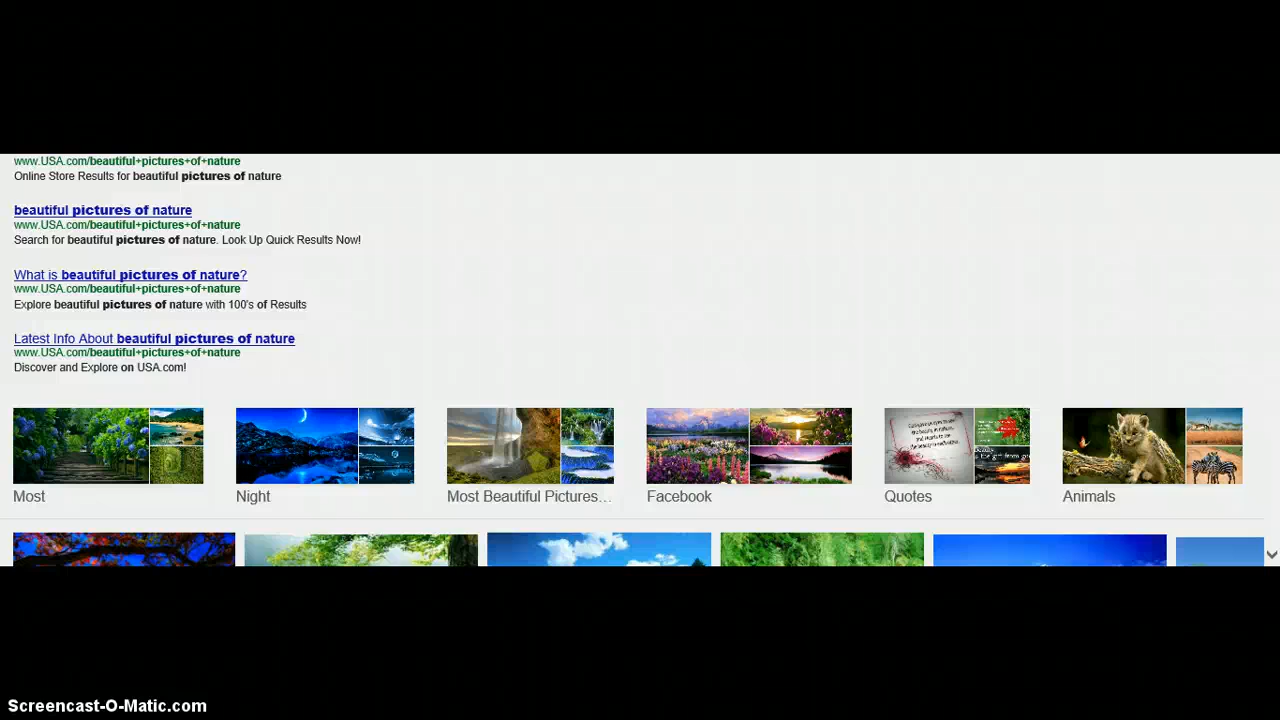 www.USA.com/beautiful+pictures+of+nature
Online Store Results for beautiful pictures of nature
beautiful pictures of nature
www.USA.com/beautiful+pictures+of+nature
Search for beautiful pictures of nature. Look Up Quick Results Now!
What is beautiful pictures of nature?
www.USA.com/beautiful+pictures+of+nature
Explore beautiful pictures of nature with 100's of Results
Latest Info About beautiful pictures of nature
www.USA.com/beautiful+pictures+of+nature
Discover and Explore on USA.com!
Most
Night
Most Beautiful Pictures...
Facebook
Quotes
Animals
Screencast-O-Matic.com